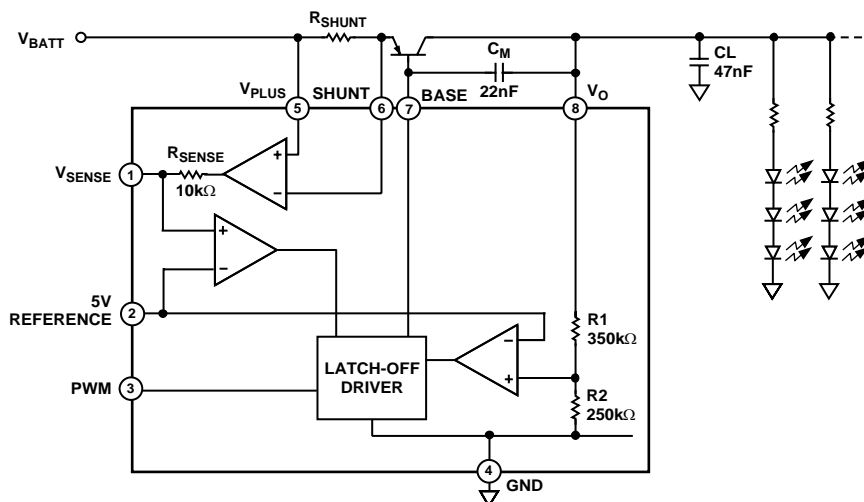 V_BATT
R_SHUNT
C_M
22nF
CL
47nF
V_PLUS
SHUNT
BASE
V_O
5
6
7
8
R_SENSE
10kΩ
V_SENSE
1
+
−
+
−
5V
REFERENCE
2
R1
350kΩ
LATCH-OFF
DRIVER
−
+
PWM
3
R2
250kΩ
4
GND